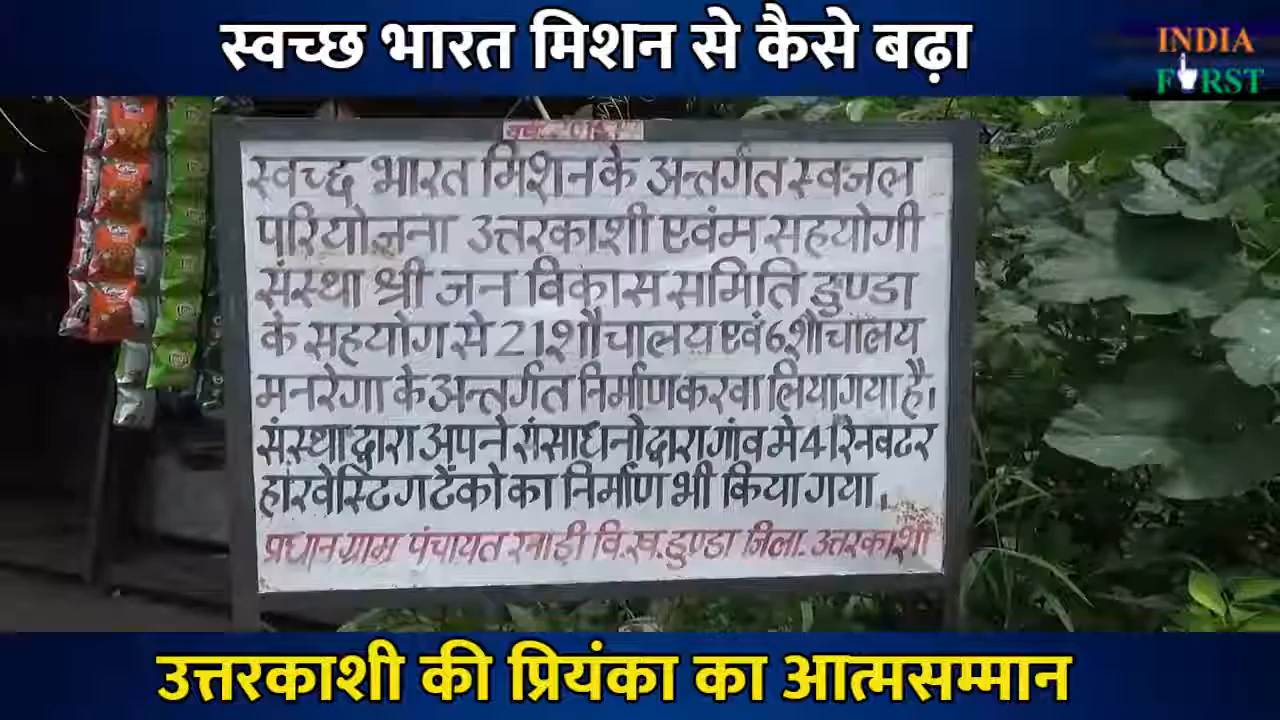 स्वच्छ भारत मिशन से कैसे बढ़ा
INDIA
FIRST
स्वच्छ भारत मिशन के अन्तर्गत स्वजल
परियोजना उत्तरकाशी एवंम सहयोगी
संस्था श्री जन विकास समिति डुण्डा
के सहयोग से 21 शौचालय एवं 6 शौचालय
मनरेगा के अन्तर्गत निर्माण करवा लिया गया है।
संस्था द्वारा अपने संसाधनो द्वारा गांव मे 4 रेनवाटर
हांरवेस्टिग टेंको का निर्माण भी किया गया।
प्रधान ग्राम पंचायत रनाड़ी वि.ख. डुण्डा जिला. उत्तरकाशी
उत्तरकाशी की प्रियंका का आत्मसम्मान